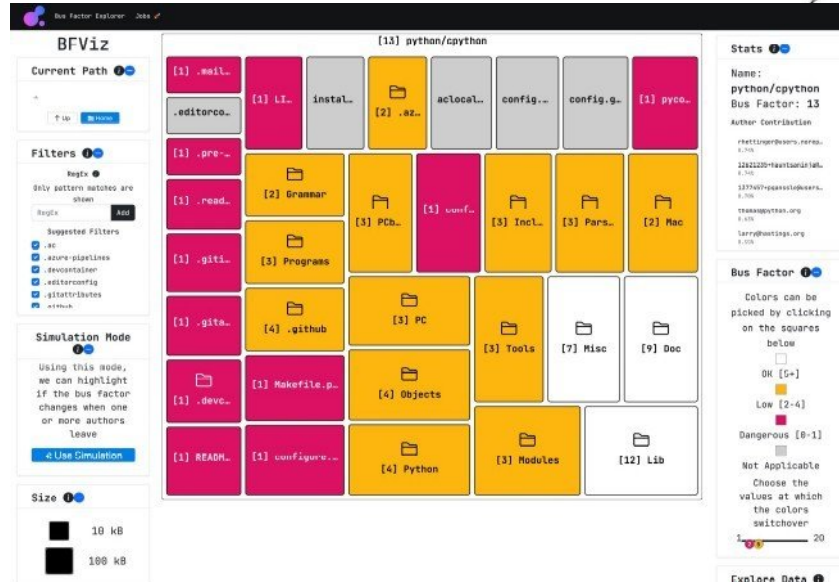 Bus Factor Explorer Jobs
BFViz
Current Path
↑ Up Home
Filters
RegEx
Only pattern matches are
shown
RegEx Add
Suggested Filters
.ac
.azure-pipelines
.devcontainer
.editorconfig
.gitattributes
.github
Simulation Mode
Using this mode,
we can highlight
if the bus factor
changes when one
or more authors
leave
Use Simulation
Size
10 kB
100 kB
[13] python/cpython
[1] .mail…
.editorco…
[1] .pre-…
[1] .read…
[1] .giti…
[1] .gita…
[1] .devc…
[1] READM…
[1] LI…
instal…
[2] .az…
aclocal…
config.…
config.g…
[1] pyco…
[2] Grammar
[3] Programs
[4] .github
[1] Makefile.p…
[1] configure.…
[3] PCb…
[1] conf…
[3] Incl…
[3] Pars…
[2] Mac
[3] PC
[4] Objects
[4] Python
[3] Tools
[7] Misc
[9] Doc
[3] Modules
[12] Lib
Stats
Name:
python/cpython
Bus Factor: 13
Author Contribution
thomas@python.org
larry@hastings.org
Bus Factor
Colors can be
picked by clicking
on the squares
below
OK [5+]
Low [2-4]
Dangerous [0-1]
Not Applicable
Choose the
values at which
the colors
switchover
1 20
Explore Data